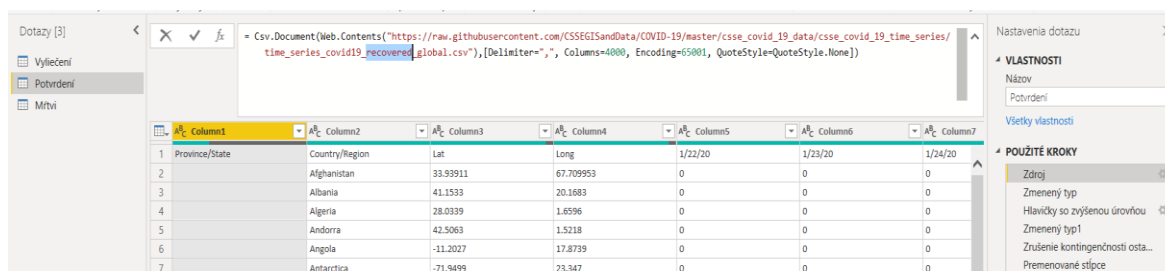 Dotazy [3]
= Csv.Document(Web.Contents("https://raw.githubusercontent.com/CSSEGISandData/COVID-19/master/csse_covid_19_data/csse_covid_19_time_series/
time_series_covid19_recovered_global.csv"),[Delimiter=",", Columns=4000, Encoding=65001, QuoteStyle=QuoteStyle.None])
Vyliečení
Potvrdení
Mŕtvi
Column1 Column2 Column3 Column4 Column5 Column6 Column7
1 Province/State Country/Region Lat Long 1/22/20 1/23/20 1/24/20
2 Afghanistan 33.93911 67.709953 0 0 0
3 Albania 41.1533 20.1683 0 0 0
4 Algeria 28.0339 1.6596 0 0 0
5 Andorra 42.5063 1.5218 0 0 0
6 Angola -11.2027 17.8739 0 0 0
7 Antarctica -71.9499 23.347 0 0 0
Nastavenia dotazu
VLASTNOSTI
Názov
Potvrdení
Všetky vlastnosti
POUŽITÉ KROKY
Zdroj
Zmenený typ
Hlavičky so zvýšenou úrovňou
Zmenený typ1
Zrušenie kontingenčnosti osta...
Premenované stĺpce